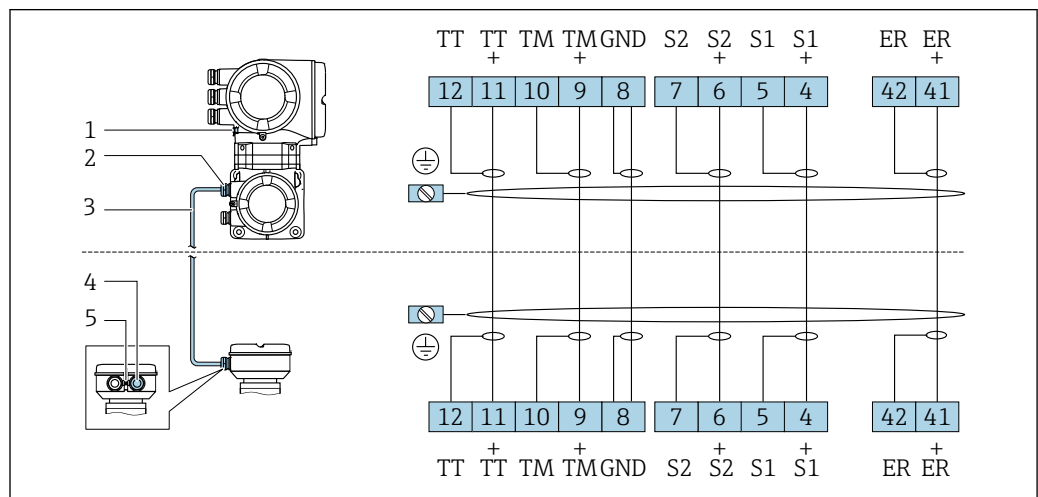 TT TT TM TM GND S2 S2 S1 S1 ER ER
+ + + + +
12 11 10 9 8 7 6 5 4 42 41
1
2
3
4
5
12 11 10 9 8 7 6 5 4 42 41
+ + + + +
TT TT TM TM GND S2 S2 S1 S1 ER ER